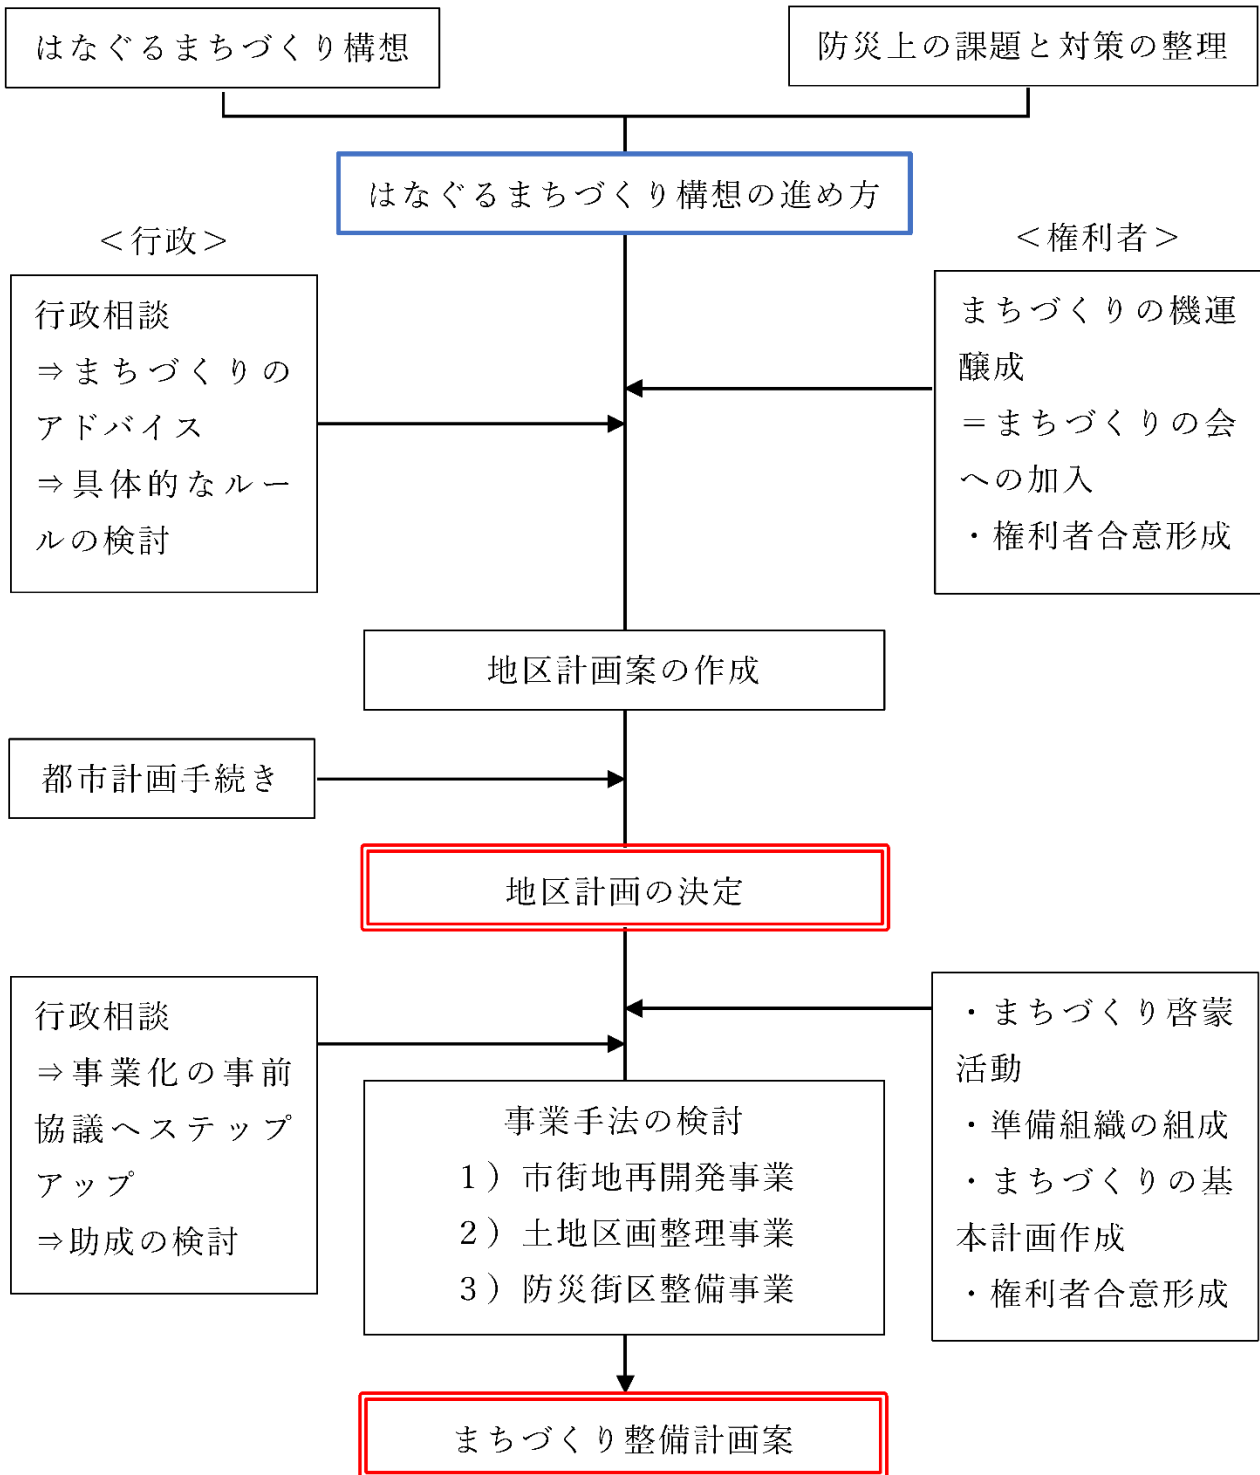 はなぐるまちづくり構想
防災上の課題と対策の整理
はなぐるまちづくり構想の進め方
＜行政＞
＜権利者＞
行政相談
⇒まちづくりの
アドバイス
⇒具体的なルー
ルの検討
まちづくりの機運
醸成
＝まちづくりの会
への加入
・権利者合意形成
地区計画案の作成
都市計画手続き
地区計画の決定
行政相談
⇒事業化の事前
協議へステップ
アップ
⇒助成の検討
・まちづくり啓蒙
活動
・準備組織の組成
・まちづくりの基
本計画作成
・権利者合意形成
事業手法の検討
１）市街地再開発事業
２）土地区画整理事業
３）防災街区整備事業
まちづくり整備計画案